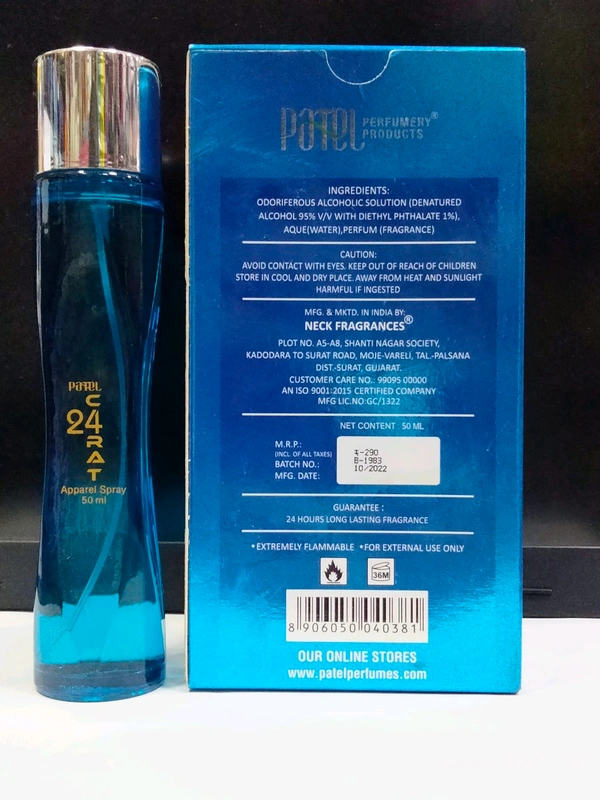 Patel
24
CARAT
Apparel Spray
50 ml
Patel PERFUMERY PRODUCTS®
INGREDIENTS:
ODORIFEROUS ALCOHOLIC SOLUTION (DENATURED
ALCOHOL 95% V/V WITH DIETHYL PHTHALATE 1%),
AQUE(WATER),PERFUM (FRAGRANCE)
CAUTION:
AVOID CONTACT WITH EYES. KEEP OUT OF REACH OF CHILDREN
STORE IN COOL AND DRY PLACE. AWAY FROM HEAT AND SUNLIGHT
HARMFUL IF INGESTED
MFG. & MKTD. IN INDIA BY:
NECK FRAGRANCES®
PLOT NO. A5-A8, SHANTI NAGAR SOCIETY,
KADODARA TO SURAT ROAD, MOJE-VARELI, TAL.-PALSANA
DIST.-SURAT, GUJARAT.
CUSTOMER CARE NO.: 99095 00000
AN ISO 9001:2015 CERTIFIED COMPANY
MFG LIC.NO:GC/1322
NET CONTENT 50 ML
M.R.P.: ₹-290
(INCL. OF ALL TAXES)
BATCH NO.: B-1983
MFG. DATE: 10/2022
GUARANTEE :
24 HOURS LONG LASTING FRAGRANCE
*EXTREMELY FLAMMABLE *FOR EXTERNAL USE ONLY
36M
8 906050 040381
OUR ONLINE STORES
www.patelperfumes.com